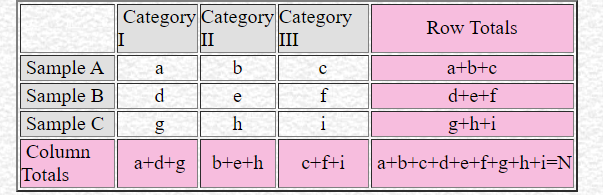 Category I Category II Category III Row Totals
Sample A a b c a+b+c
Sample B d e f d+e+f
Sample C g h i g+h+i
Column Totals a+d+g b+e+h c+f+i a+b+c+d+e+f+g+h+i=N